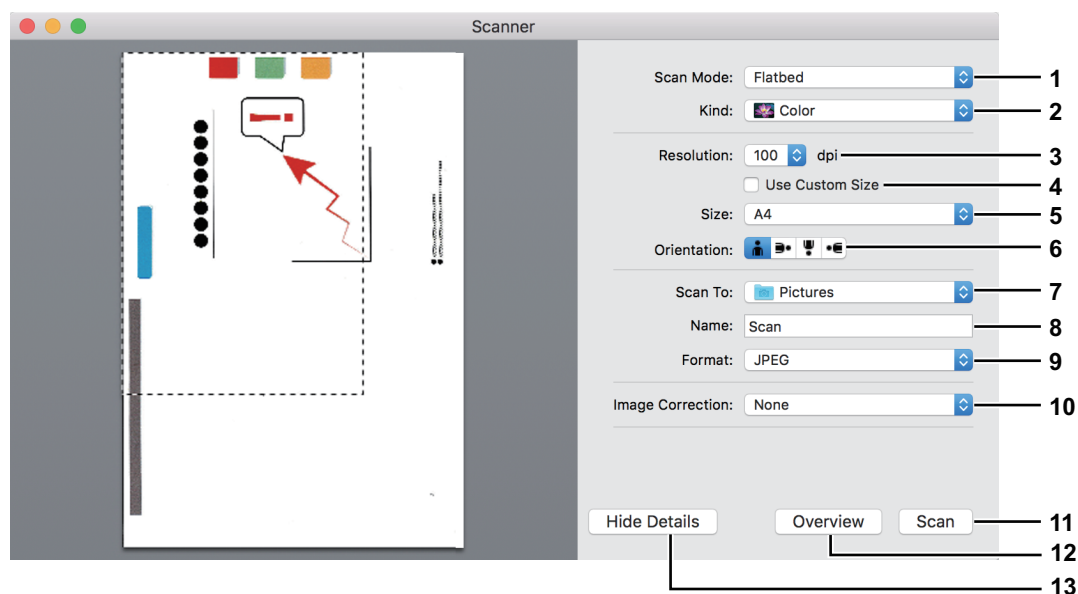 Scanner
Scan Mode: Flatbed 1
Kind: Color 2
Resolution: 100 dpi 3
Use Custom Size 4
Size: A4 5
Orientation: 6
Scan To: Pictures 7
Name: Scan 8
Format: JPEG 9
Image Correction: None 10
Hide Details Overview Scan 11
12
13